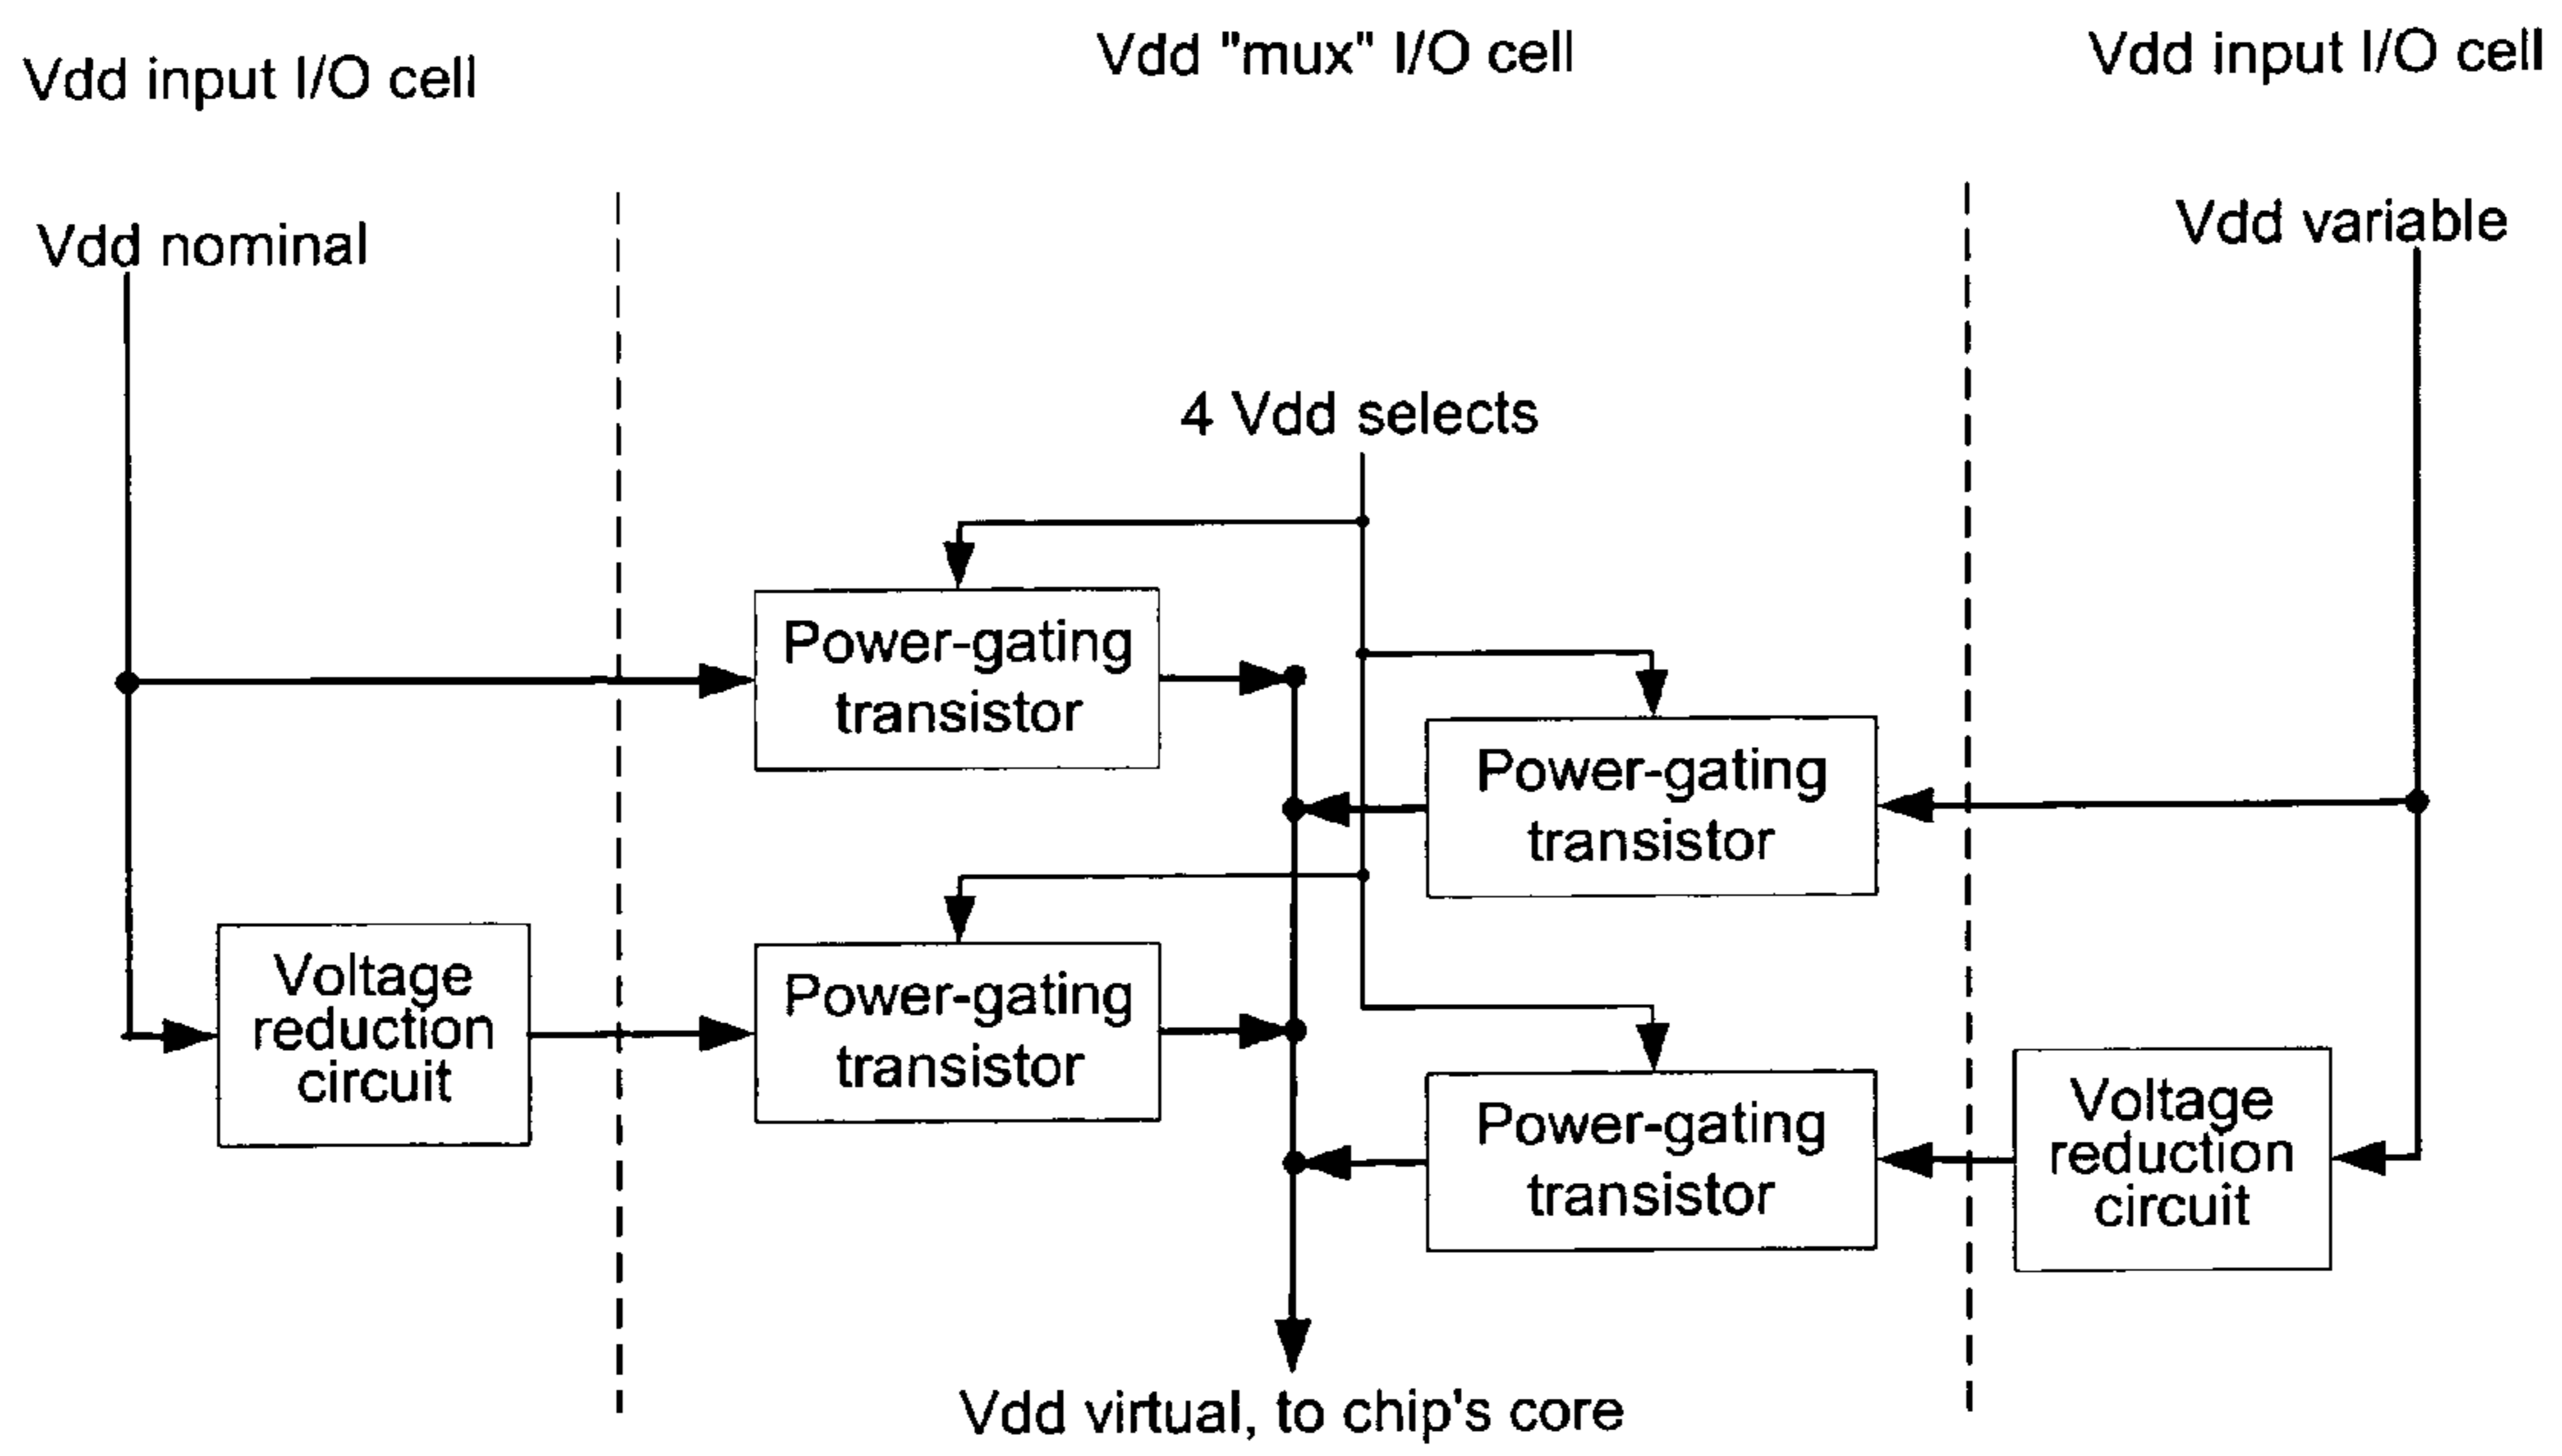 Vdd input I/O cell
Vdd "mux" I/O cell
Vdd input I/O cell
Vdd nominal
Vdd variable
4 Vdd selects
Power-gating
transistor
Power-gating
transistor
Voltage
reduction
circuit
Power-gating
transistor
Power-gating
transistor
Voltage
reduction
circuit
Vdd virtual, to chip's core